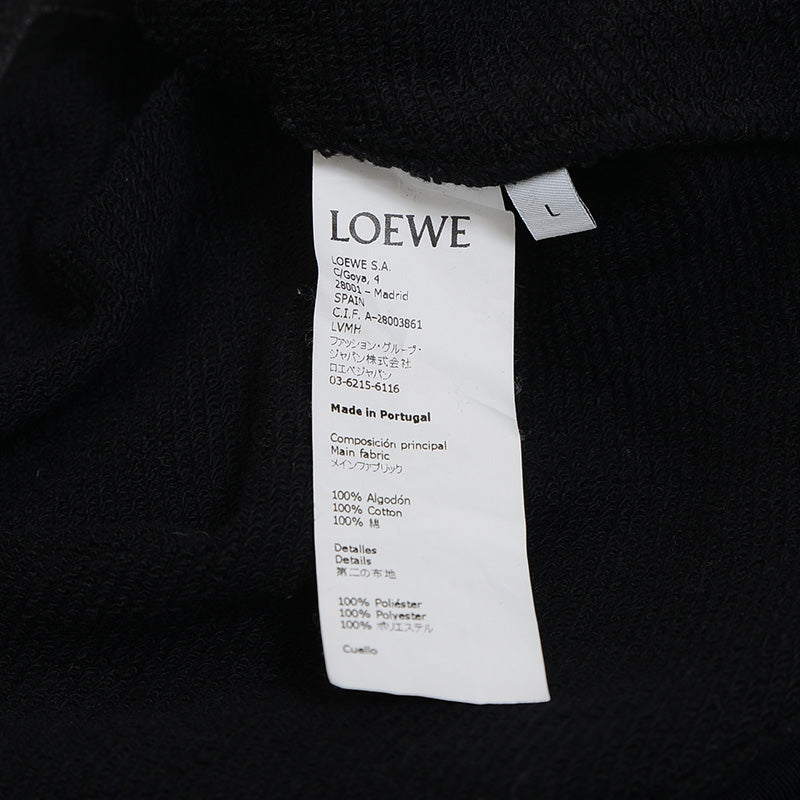 LOEWE
L
LOEWE S.A.
C/Goya, 4
28001 – Madrid
SPAIN
C.I.F. A-28003861
LVMH
ファッション・グループ・
ジャパン株式会社
ロエベジャパン
03-6215-6116
Made in Portugal
Composición principal
Main fabric
メインファブリック
100% Algodón
100% Cotton
100% 綿
Detalles
Details
第二の布地
100% Poliéster
100% Polyester
100% ポリエステル
Cuello